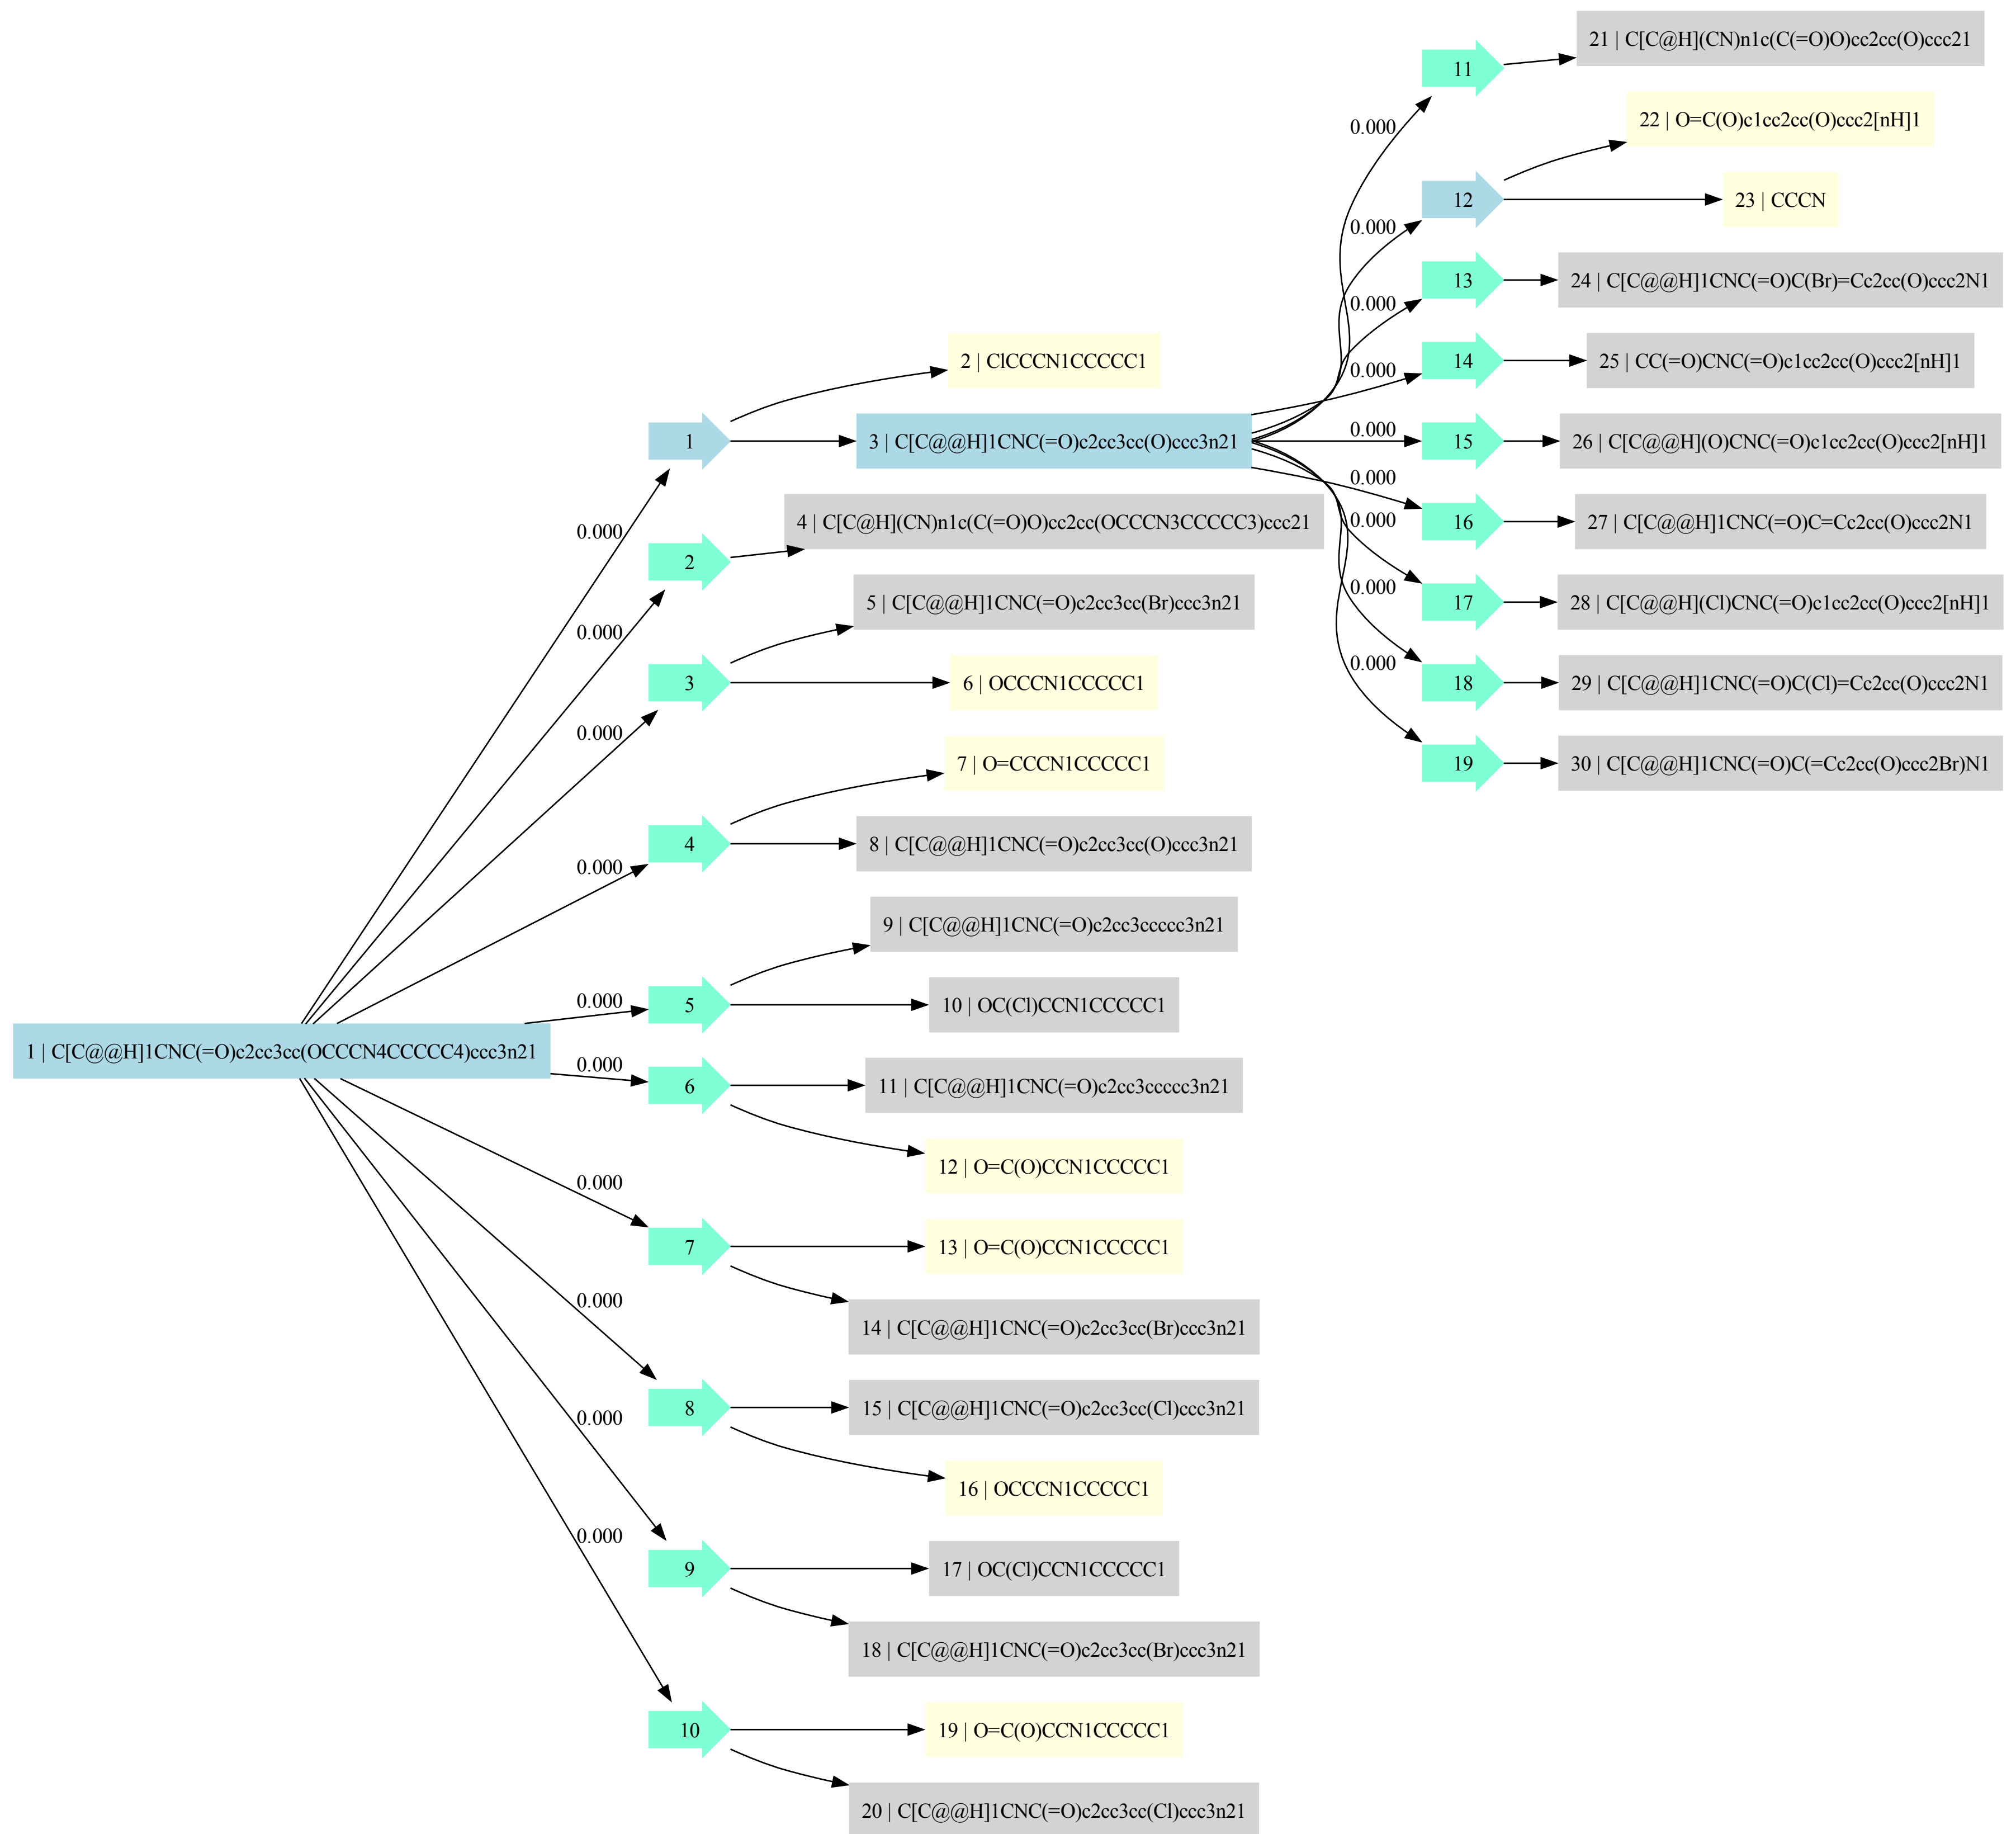 1 | C[C@@H]1CNC(=O)c2cc3cc(OCCCN4CCCCC4)ccc3n21
0.000
0.000
0.000
0.000
0.000
0.000
0.000
0.000
0.000
0.000
1
2
3
4
5
6
7
8
9
10
2 | ClCCCN1CCCCC1
3 | C[C@@H]1CNC(=O)c2cc3cc(O)ccc3n21
4 | C[C@H](CN)n1c(C(=O)O)cc2cc(OCCCN3CCCCC3)ccc21
5 | C[C@@H]1CNC(=O)c2cc3cc(Br)ccc3n21
6 | OCCCN1CCCCC1
7 | O=CCCN1CCCCC1
8 | C[C@@H]1CNC(=O)c2cc3cc(O)ccc3n21
9 | C[C@@H]1CNC(=O)c2cc3ccccc3n21
10 | OC(Cl)CCN1CCCCC1
11 | C[C@@H]1CNC(=O)c2cc3ccccc3n21
12 | O=C(O)CCN1CCCCC1
13 | O=C(O)CCN1CCCCC1
14 | C[C@@H]1CNC(=O)c2cc3cc(Br)ccc3n21
15 | C[C@@H]1CNC(=O)c2cc3cc(Cl)ccc3n21
16 | OCCCN1CCCCC1
17 | OC(Cl)CCN1CCCCC1
18 | C[C@@H]1CNC(=O)c2cc3cc(Br)ccc3n21
19 | O=C(O)CCN1CCCCC1
20 | C[C@@H]1CNC(=O)c2cc3cc(Cl)ccc3n21
0.000
0.000
0.000
0.000
0.000
0.000
0.000
0.000
0.000
11
12
13
14
15
16
17
18
19
21 | C[C@H](CN)n1c(C(=O)O)cc2cc(O)ccc21
22 | O=C(O)c1cc2cc(O)ccc2[nH]1
23 | CCCN
24 | C[C@@H]1CNC(=O)C(Br)=Cc2cc(O)ccc2N1
25 | CC(=O)CNC(=O)c1cc2cc(O)ccc2[nH]1
26 | C[C@@H](O)CNC(=O)c1cc2cc(O)ccc2[nH]1
27 | C[C@@H]1CNC(=O)C=Cc2cc(O)ccc2N1
28 | C[C@@H](Cl)CNC(=O)c1cc2cc(O)ccc2[nH]1
29 | C[C@@H]1CNC(=O)C(Cl)=Cc2cc(O)ccc2N1
30 | C[C@@H]1CNC(=O)C(=Cc2cc(O)ccc2Br)N1